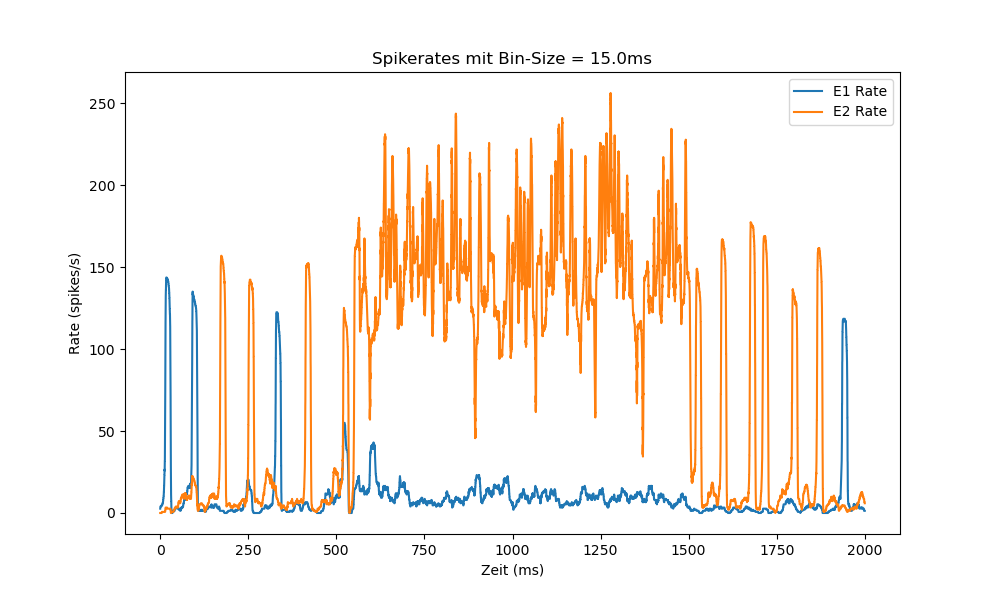 Spikerates mit Bin-Size = 15.0ms
E1 Rate
E2 Rate
250
200
150
100
50
0
Rate (spikes/s)
0 250 500 750 1000 1250 1500 1750 2000
Zeit (ms)